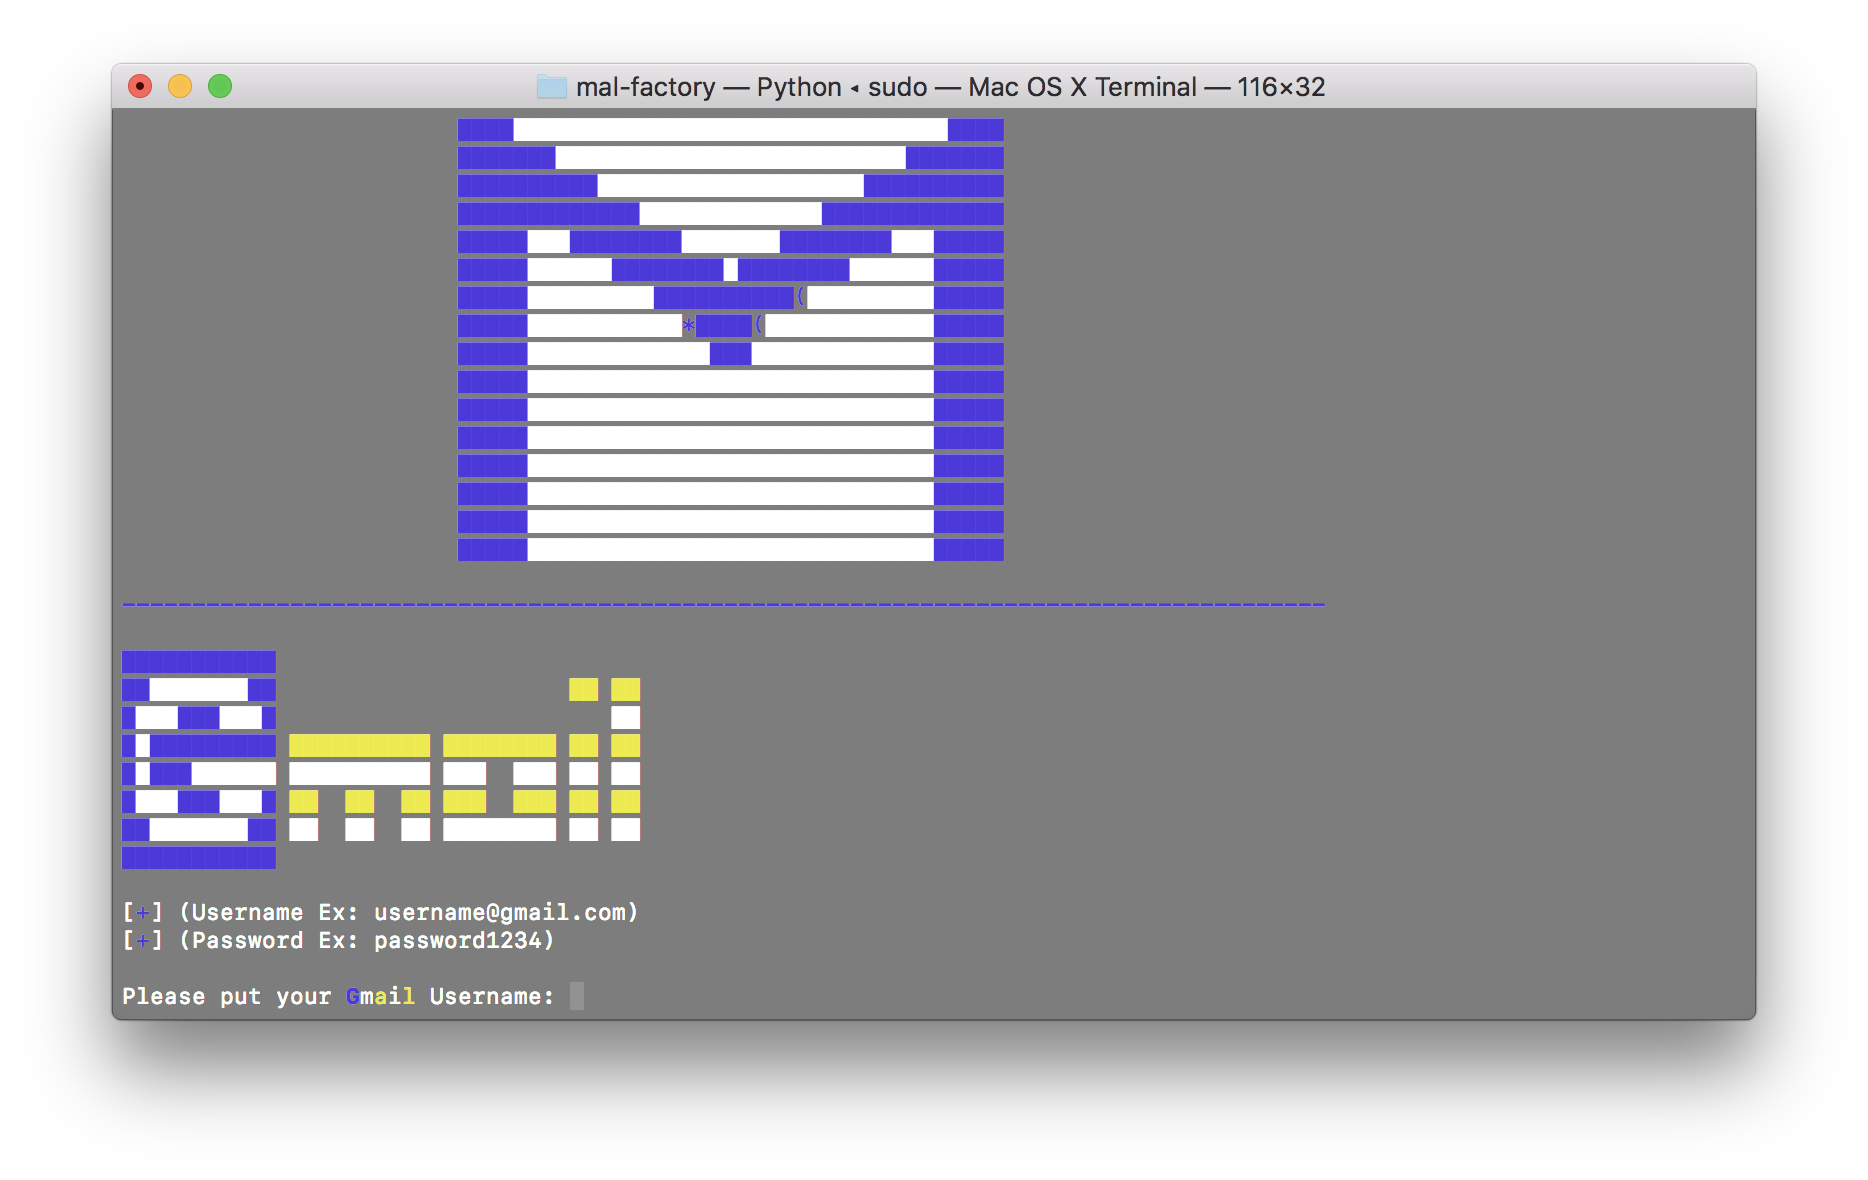 mal-factory — Python ◂ sudo — Mac OS X Terminal — 116×32
(
*(
Gmail
[+] (Username Ex: username@gmail.com)
[+] (Password Ex: password1234)
Please put your Gmail Username: